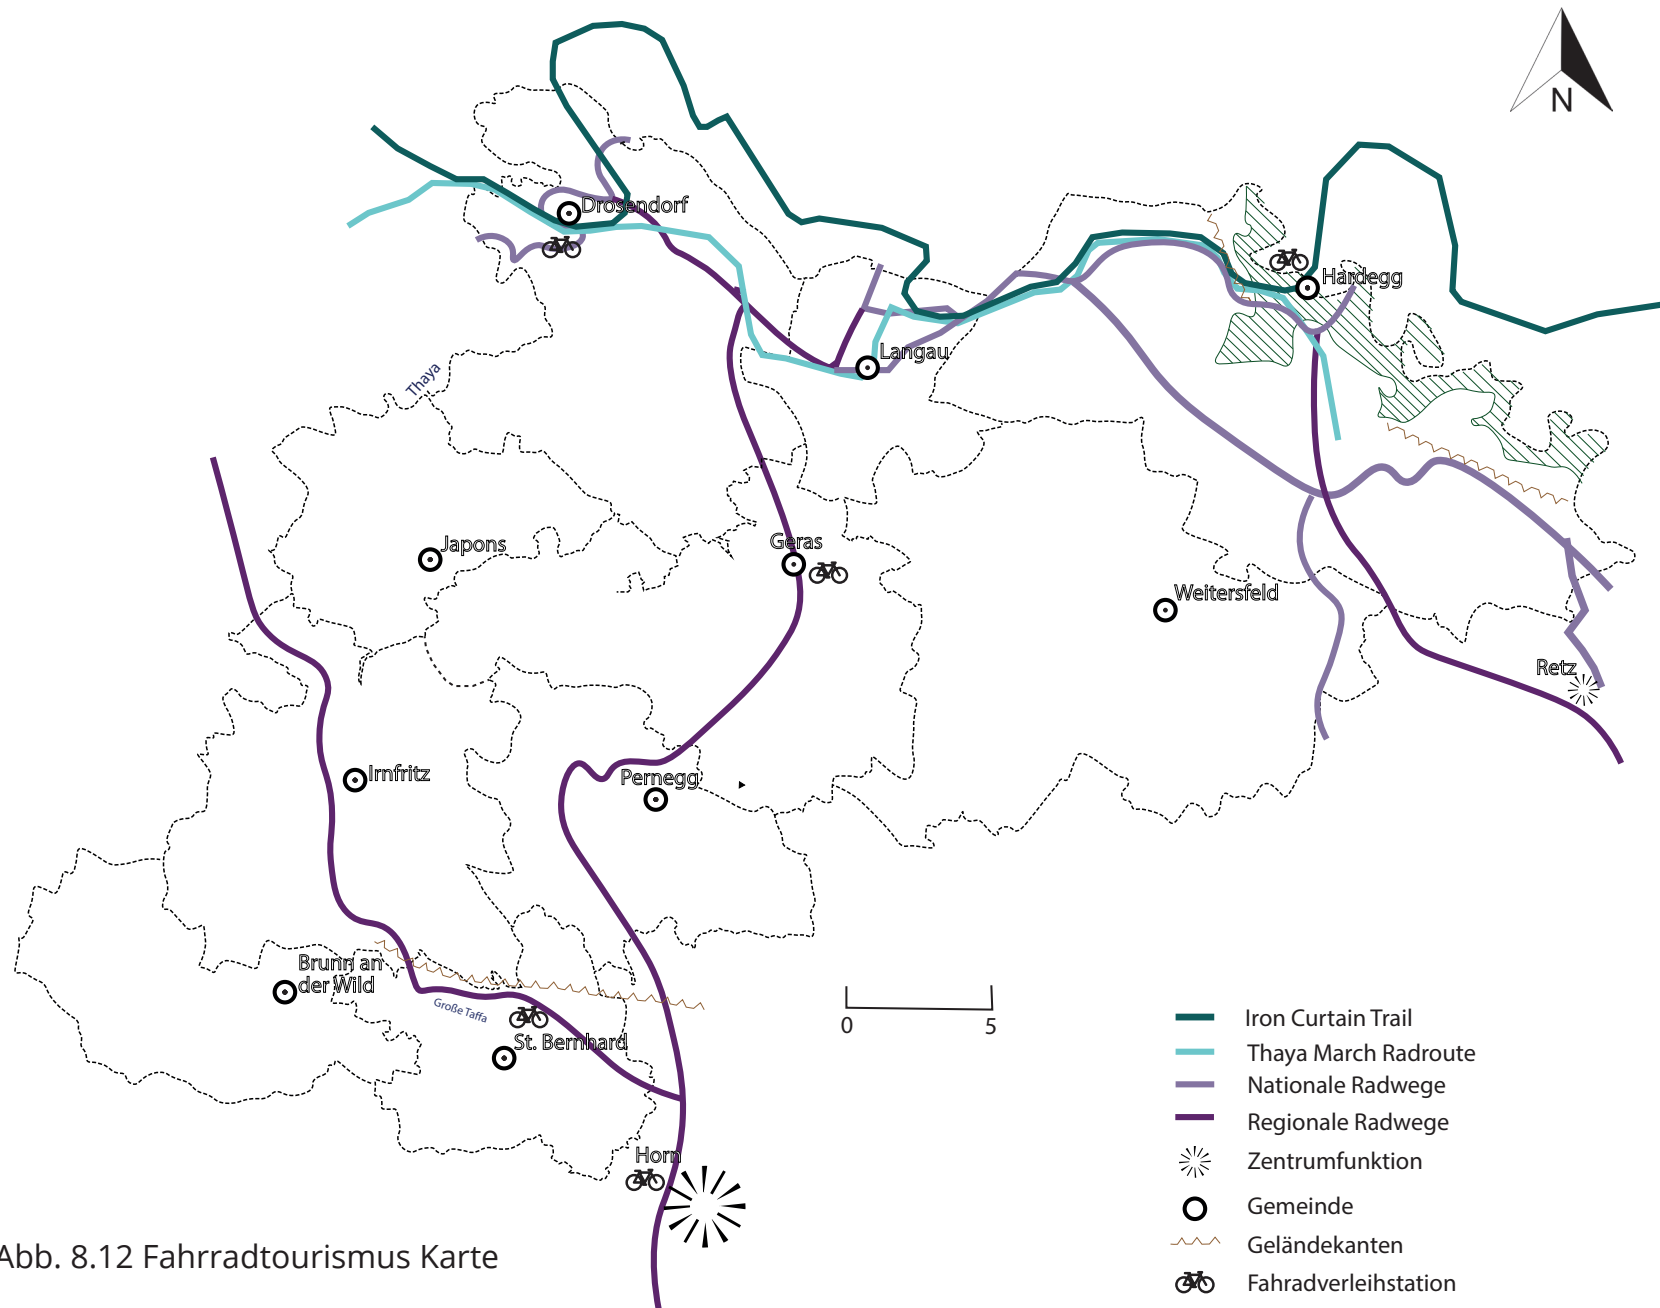 N
Drosendorf
Hardegg
Langau
Thaya
Japons
Geras
Weitersfeld
Retz
Irnfritz
Pernegg
Brunn an
der Wild
Große Taffa
St. Bernhard
Horn
0 5
Iron Curtain Trail
Thaya March Radroute
Nationale Radwege
Regionale Radwege
Zentrumfunktion
Gemeinde
Geländekanten
Fahradverleihstation
Abb. 8.12 Fahrradtourismus Karte